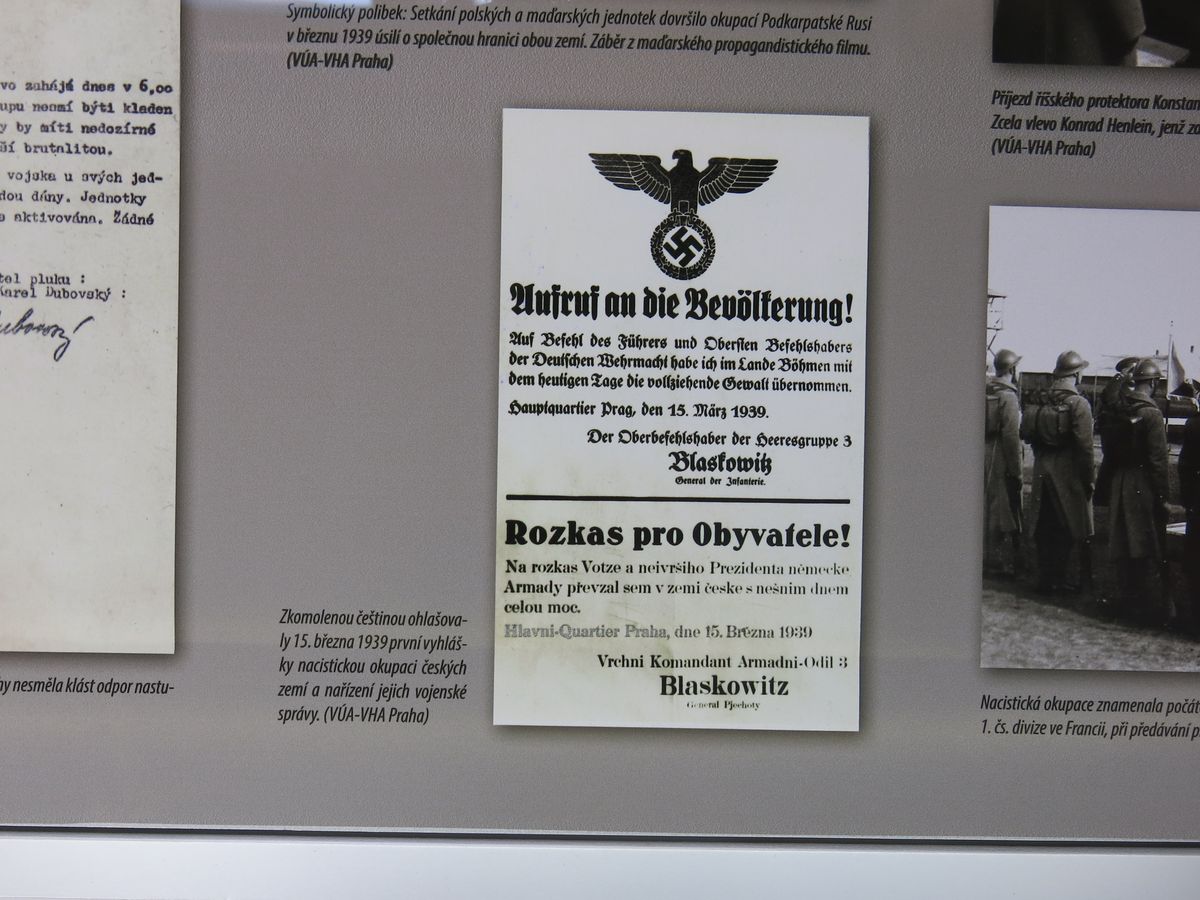 Symbolický polibek: Setkání polských a maďarských jednotek dovršilo okupací Podkarpatské Rusi
v březnu 1939 úsilí o společnou hranici obou zemí. Záběr z maďarského propagandistického filmu.
(VÚA-VHA Praha)
vo zahájí dnes v 6,00
upu nesmí býti kladen
y by míti nedozírné
ší brutalitou.
vojska u svých jed-
dou dány. Jednotky
e aktivována. Žádné
tel pluku :
Karel Dubovský :
Příjezd říšského protektora Konstan
Zcela vlevo Konrad Henlein, jenž za
(VÚA-VHA Praha)
Aufruf an die Bevölkerung!
Auf Befehl des Führers und Obersten Befehlshabers
der Deutschen Wehrmacht habe ich im Lande Böhmen mit
dem heutigen Tage die vollziehende Gewalt übernommen.
Hauptquartier Prag, den 15. März 1939.
Der Oberbefehlshaber der Heeresgruppe 3
Blaskowitz
General der Infanterie.
Rozkas pro Obyvatele!
Na rozkas Votze a neivršiho Prezidenta německe
Armady převzal sem v zemi česke s nešnim dnem
celou moc.
Hlavni-Quartier Praha, dne 15. Března 1939
Vrchni Komandant Armadni-Odil 3
Blaskowitz
General Pjechoty
Zkomolenou češtinou ohlašova-
ly 15. března 1939 první vyhláš-
ky nacistickou okupaci českých
zemí a nařízení jejich vojenské
správy. (VÚA-VHA Praha)
ny nesměla klást odpor nastu-
Nacistická okupace znamenala počát
1. čs. divize ve Francii, při předávání p